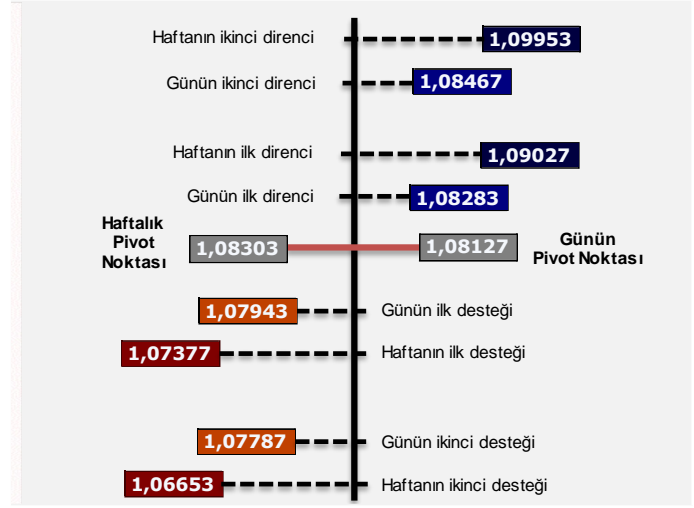 Haftanın ikinci direnci 1,09953
Günün ikinci direnci 1,08467
Haftanın ilk direnci 1,09027
Günün ilk direnci 1,08283
Haftalık
Pivot
Noktası
1,08303
1,08127
Günün
Pivot Noktası
1,07943 Günün ilk desteği
1,07377 Haftanın ilk desteği
1,07787 Günün ikinci desteği
1,06653 Haftanın ikinci desteği